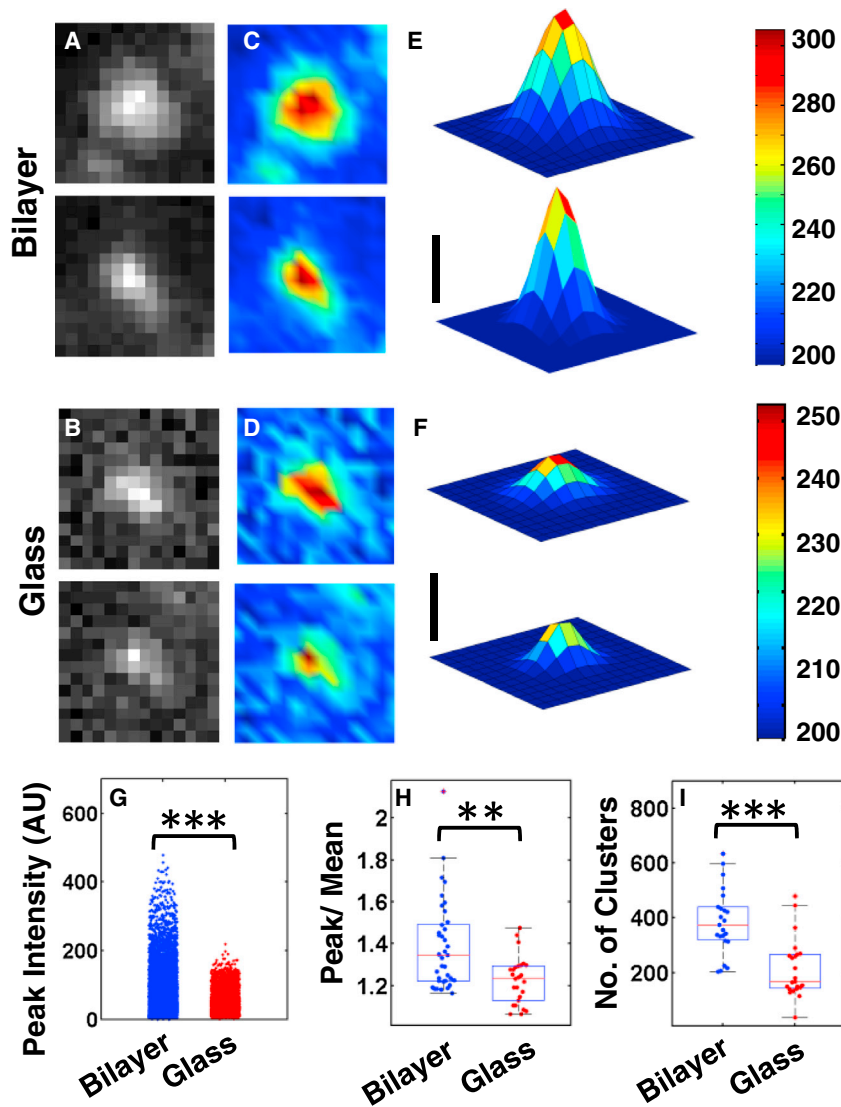 A
C
E
Bilayer
300
280
260
240
220
200
B
D
F
Glass
250
240
230
220
210
200
G
Peak Intensity (AU)
600
400
200
0
***
Bilayer
Glass
H
Peak/ Mean
2
1.8
1.6
1.4
1.2
**
Bilayer
Glass
I
No. of Clusters
800
600
400
200
***
Bilayer
Glass